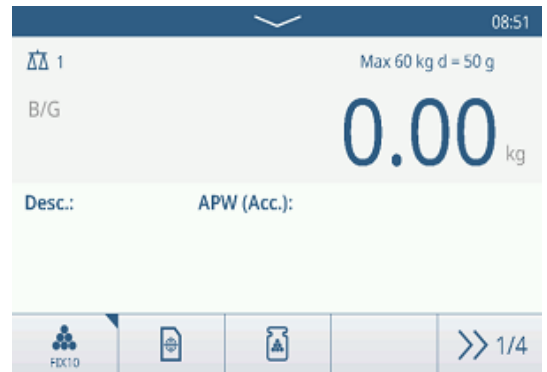 08:51
1
Max 60 kg d = 50 g
B/G
0.00 kg
Desc.: APW (Acc.):
FIX10
1/4